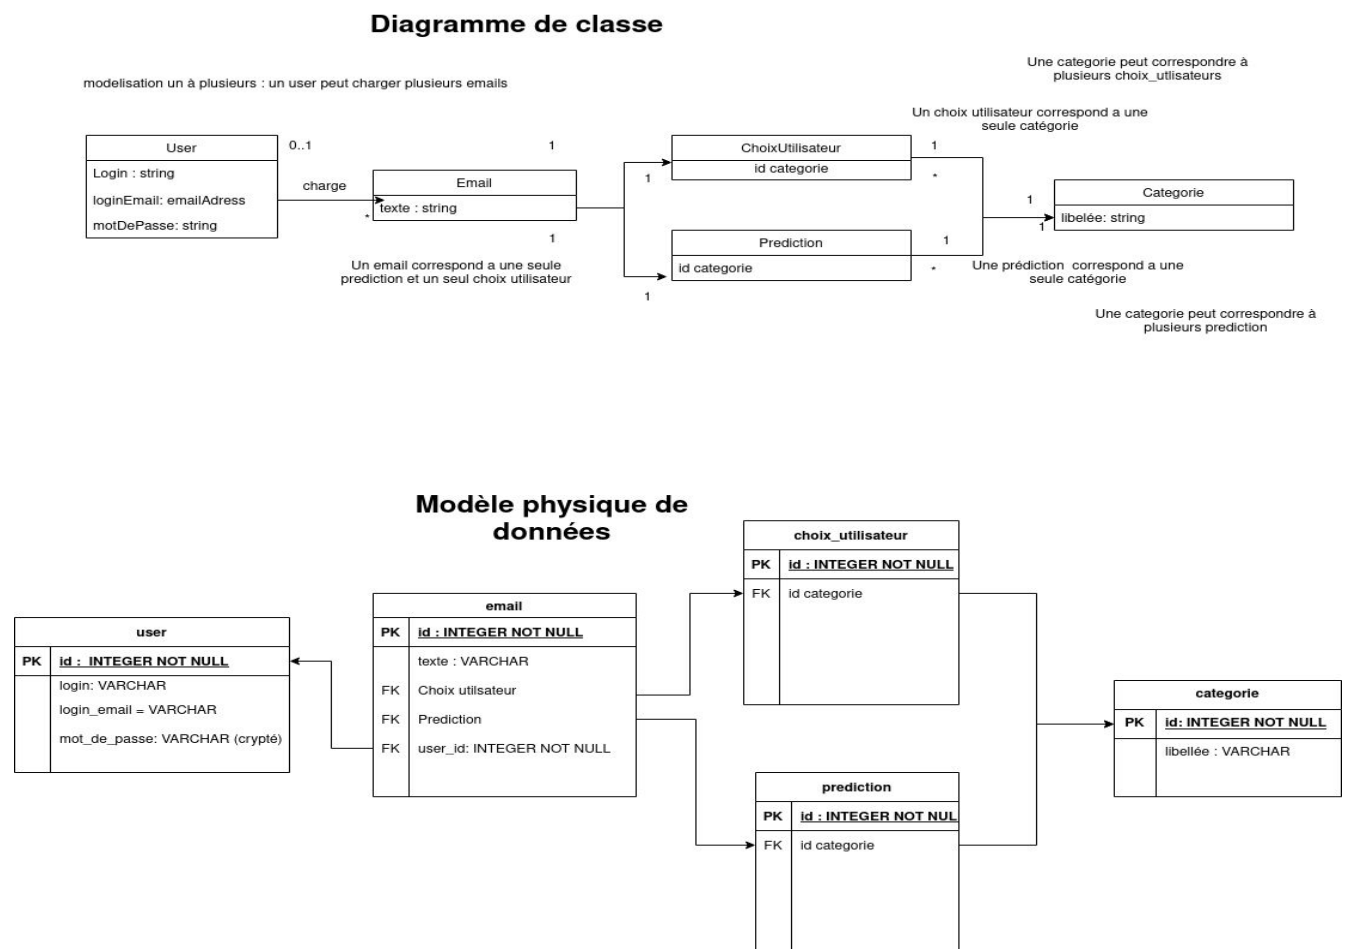 Diagramme de classe
modelisation un à plusieurs : un user peut charger plusieurs emails
Une categorie peut correspondre à
plusieurs choix_utlisateurs
Un choix utilisateur correspond a une
seule catégorie
User
Login : string
loginEmail: emailAdress
motDePasse: string
0..1
charge
*
1
Email
texte : string
1
Un email correspond a une seule
prediction et un seul choix utilisateur
ChoixUtilisateur
id categorie
1
1
*
Prediction
id categorie
1
1
*
Une prédiction correspond a une
seule catégorie
1
1
Categorie
libelée: string
Une categorie peut correspondre à
plusieurs prediction
Modèle physique de
données
user
PK id : INTEGER NOT NULL
login: VARCHAR
login_email = VARCHAR
mot_de_passe: VARCHAR (crypté)
email
PK id : INTEGER NOT NULL
texte : VARCHAR
FK Choix utilsateur
FK Prediction
FK user_id: INTEGER NOT NULL
choix_utilisateur
PK id : INTEGER NOT NULL
FK id categorie
prediction
PK id : INTEGER NOT NUL
FK id categorie
categorie
PK id: INTEGER NOT NULL
libellée : VARCHAR